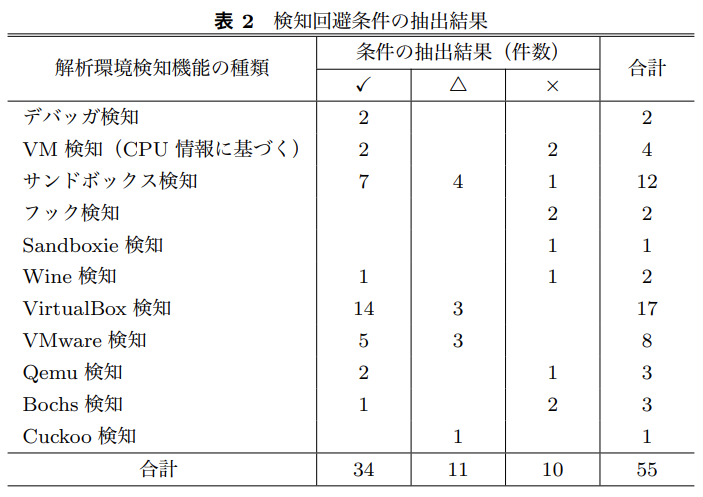 表 2 検知回避条件の抽出結果
解析環境検知機能の種類 条件の抽出結果（件数） 合計
✓ △ ×
デバッガ検知 2 2
VM 検知（CPU 情報に基づく） 2 2 4
サンドボックス検知 7 4 1 12
フック検知 2 2
Sandboxie 検知 1 1
Wine 検知 1 1 2
VirtualBox 検知 14 3 17
VMware 検知 5 3 8
Qemu 検知 2 1 3
Bochs 検知 1 2 3
Cuckoo 検知 1 1
合計 34 11 10 55